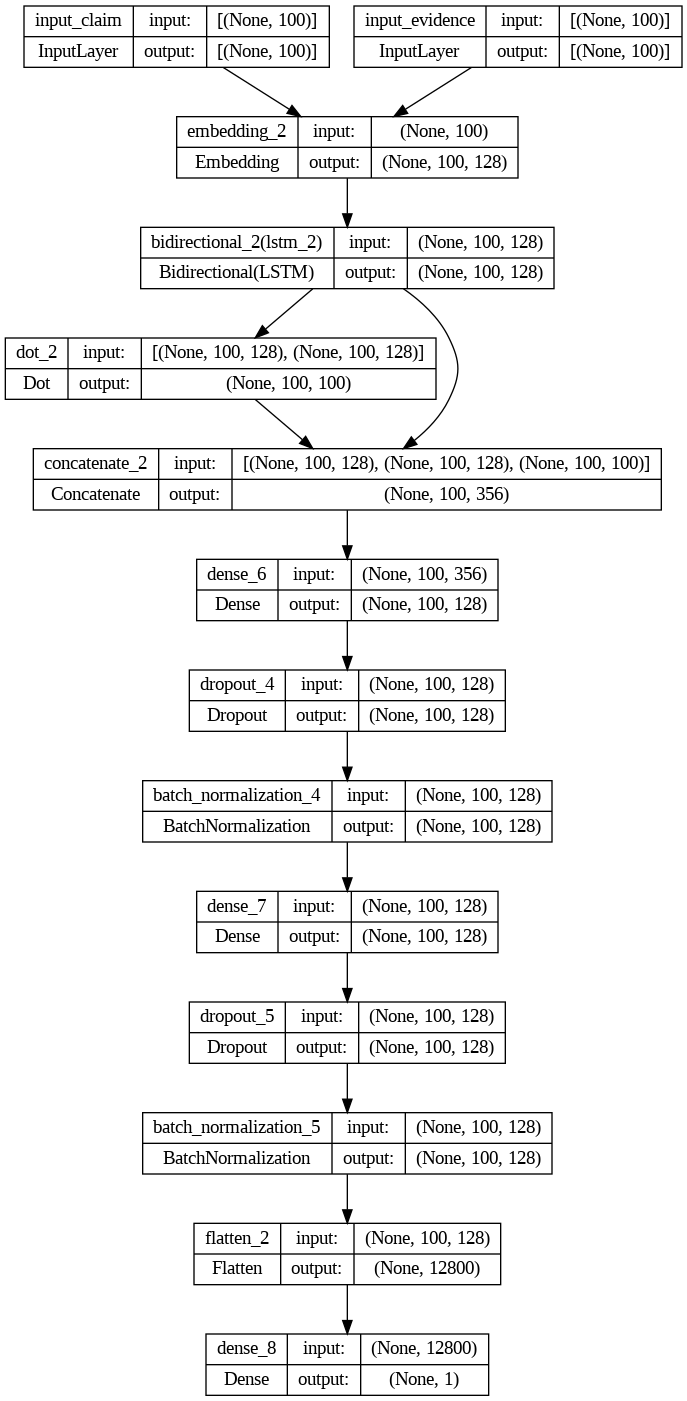 input_claim input: [(None, 100)] input_evidence input: [(None, 100)]
InputLayer output: [(None, 100)] InputLayer output: [(None, 100)]
embedding_2 input: (None, 100)
Embedding output: (None, 100, 128)
bidirectional_2(lstm_2) input: (None, 100, 128)
Bidirectional(LSTM) output: (None, 100, 128)
dot_2 input: [(None, 100, 128), (None, 100, 128)]
Dot output: (None, 100, 100)
concatenate_2 input: [(None, 100, 128), (None, 100, 128), (None, 100, 100)]
Concatenate output: (None, 100, 356)
dense_6 input: (None, 100, 356)
Dense output: (None, 100, 128)
dropout_4 input: (None, 100, 128)
Dropout output: (None, 100, 128)
batch_normalization_4 input: (None, 100, 128)
BatchNormalization output: (None, 100, 128)
dense_7 input: (None, 100, 128)
Dense output: (None, 100, 128)
dropout_5 input: (None, 100, 128)
Dropout output: (None, 100, 128)
batch_normalization_5 input: (None, 100, 128)
BatchNormalization output: (None, 100, 128)
flatten_2 input: (None, 100, 128)
Flatten output: (None, 12800)
dense_8 input: (None, 12800)
Dense output: (None, 1)